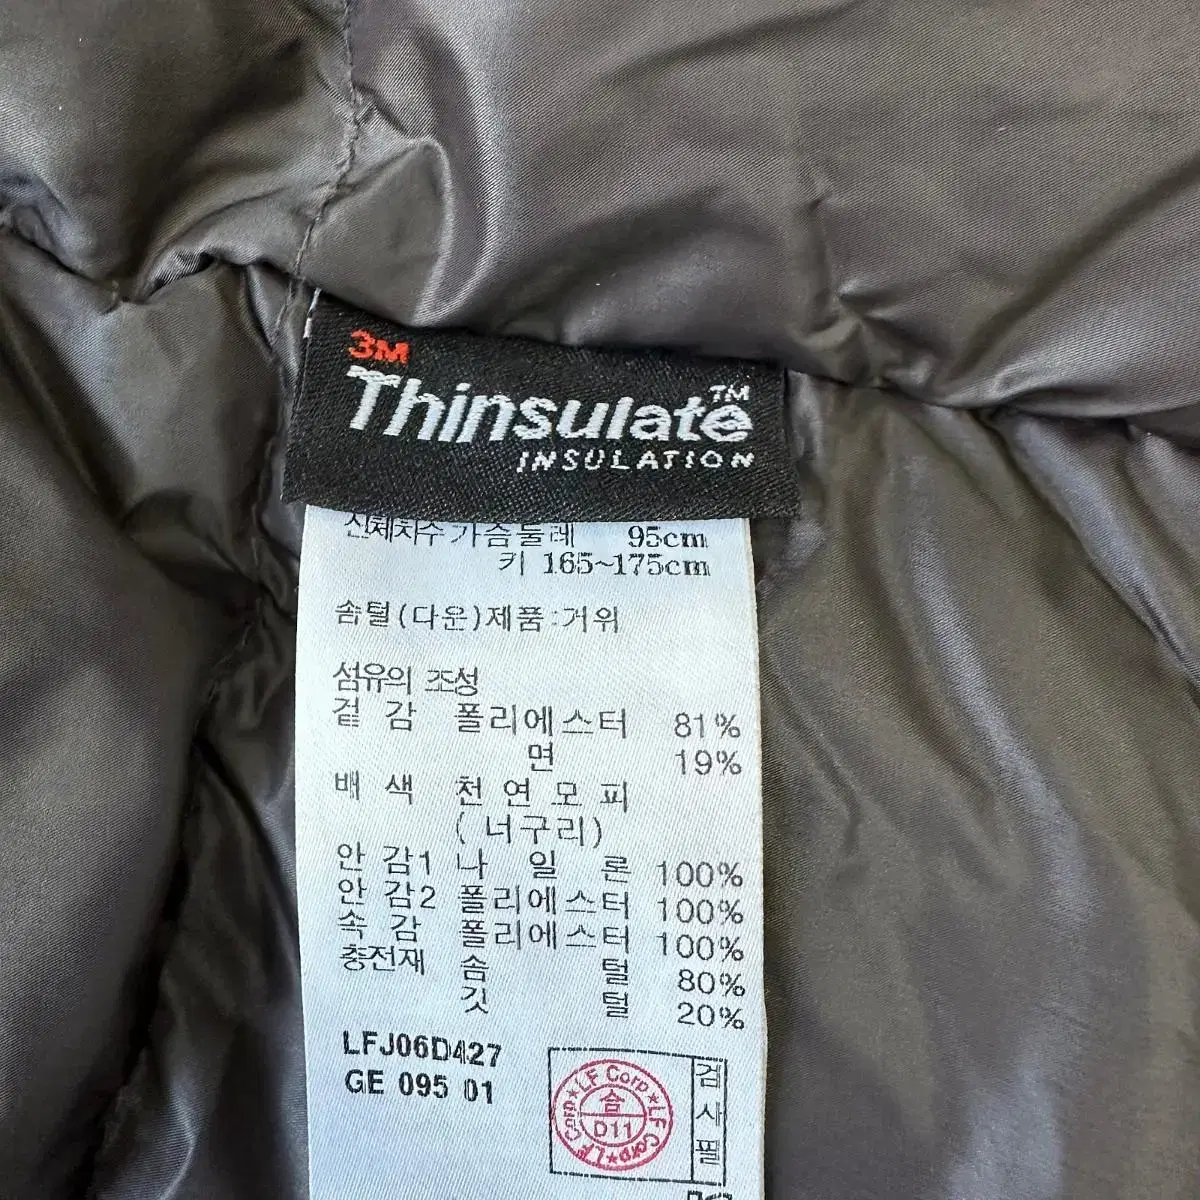 3M
Thinsulate™
INSULATION
신체치수 가슴둘레 95cm
키 165~175cm
솜털(다운)제품:거위
섬유의 조성
겉 감 폴리에스터 81%
면 19%
배 색 천연모피
(너구리)
안 감1 나 일 론 100%
안 감2 폴리에스터 100%
속 감 폴리에스터 100%
충전재 솜 털 80%
깃 털 20%
LFJ06D427
GE 095 01
검사필
LF Corp★LF Corp★LF Corp★
合
D11